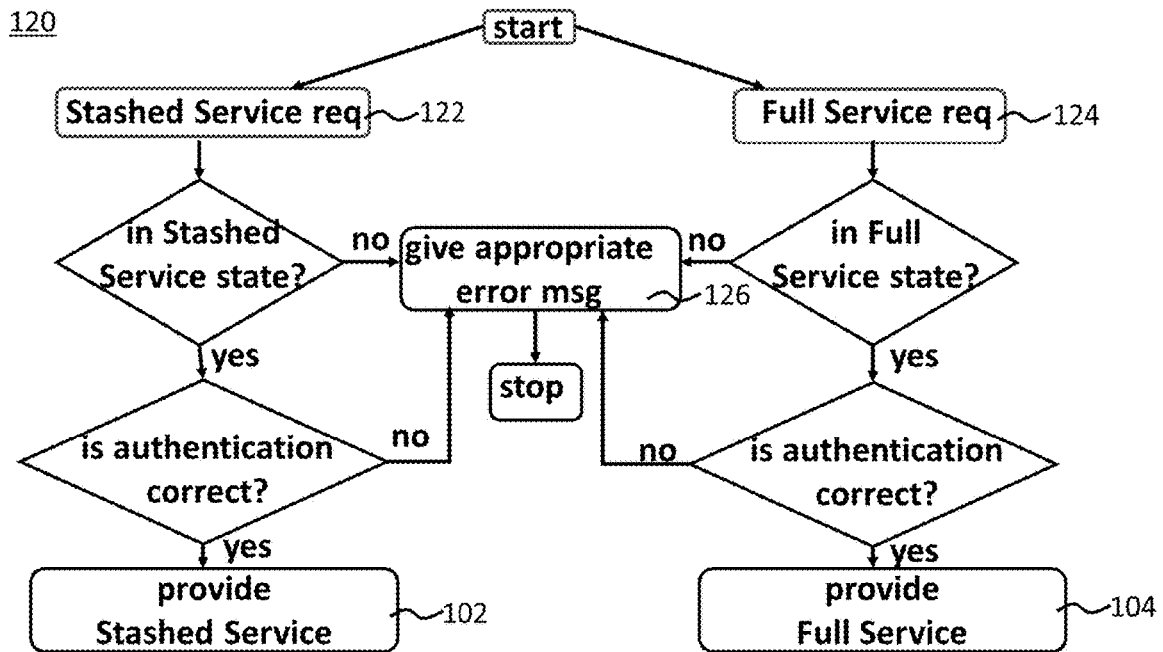 120
start
Stashed Service req
122
Full Service req
124
in Stashed
Service state?
no
give appropriate
error msg
126
no
in Full
Service state?
yes
stop
yes
is authentication
correct?
no
no
is authentication
correct?
yes
yes
provide
Stashed Service
102
provide
Full Service
104